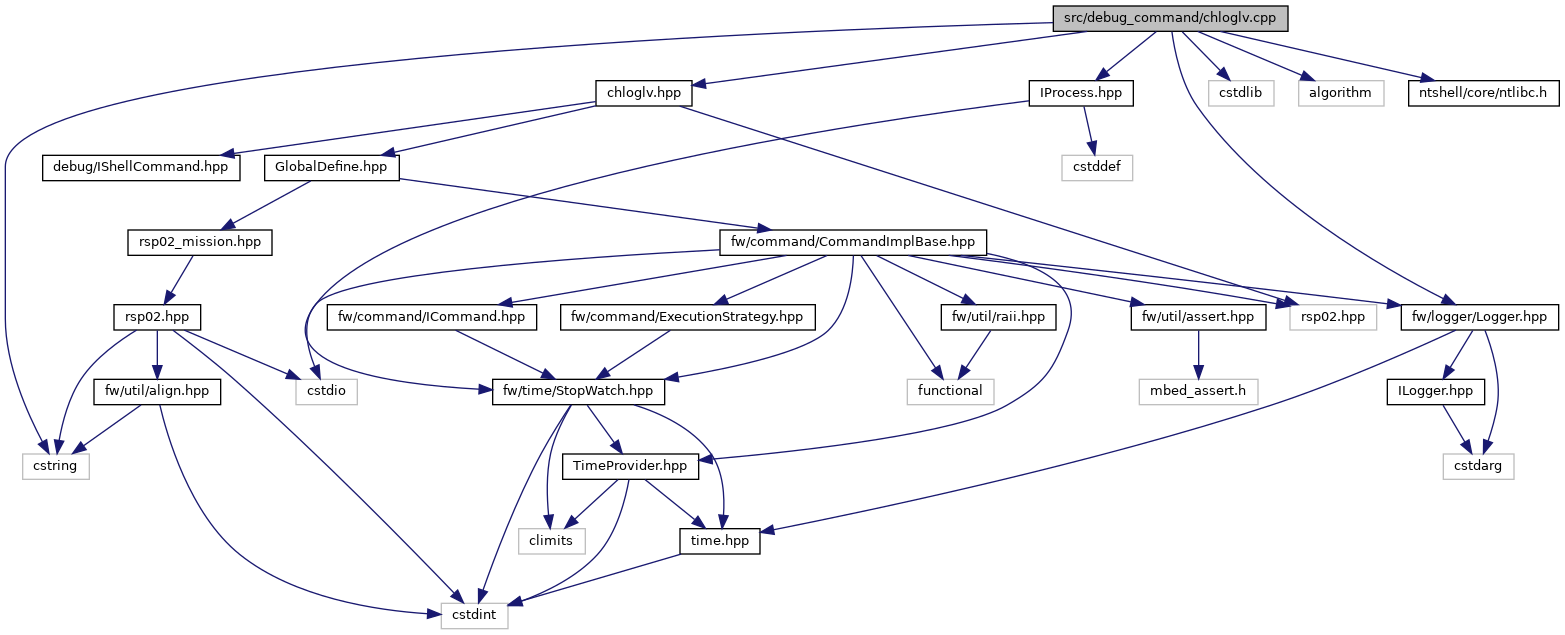 src/debug_command/chloglv.cpp
chloglv.hpp
IProcess.hpp
cstdlib
algorithm
ntshell/core/ntlibc.h
debug/IShellCommand.hpp
GlobalDefine.hpp
cstddef
rsp02_mission.hpp
fw/command/CommandImplBase.hpp
rsp02.hpp
fw/command/ICommand.hpp
fw/command/ExecutionStrategy.hpp
fw/util/raii.hpp
fw/util/assert.hpp
rsp02.hpp
fw/logger/Logger.hpp
fw/util/align.hpp
cstdio
fw/time/StopWatch.hpp
functional
mbed_assert.h
ILogger.hpp
cstring
TimeProvider.hpp
cstdarg
climits
time.hpp
cstdint